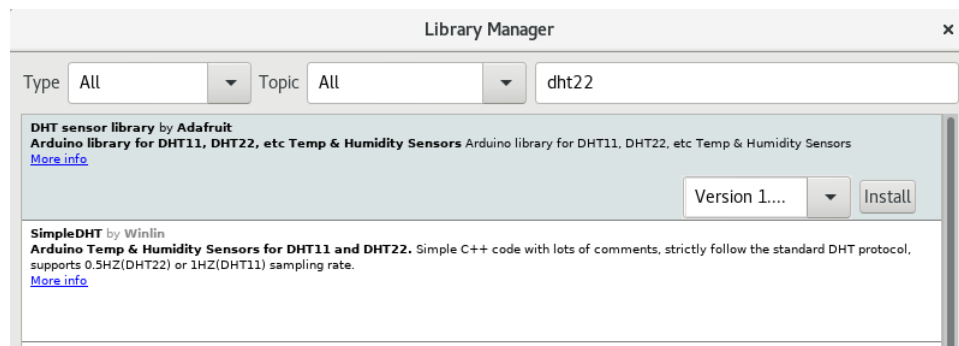 Library Manager ×
Type All Topic All dht22
DHT sensor library by Adafruit
Arduino library for DHT11, DHT22, etc Temp & Humidity Sensors Arduino library for DHT11, DHT22, etc Temp & Humidity Sensors
More info
Version 1.... Install
SimpleDHT by Winlin
Arduino Temp & Humidity Sensors for DHT11 and DHT22. Simple C++ code with lots of comments, strictly follow the standard DHT protocol,
supports 0.5HZ(DHT22) or 1HZ(DHT11) sampling rate.
More info